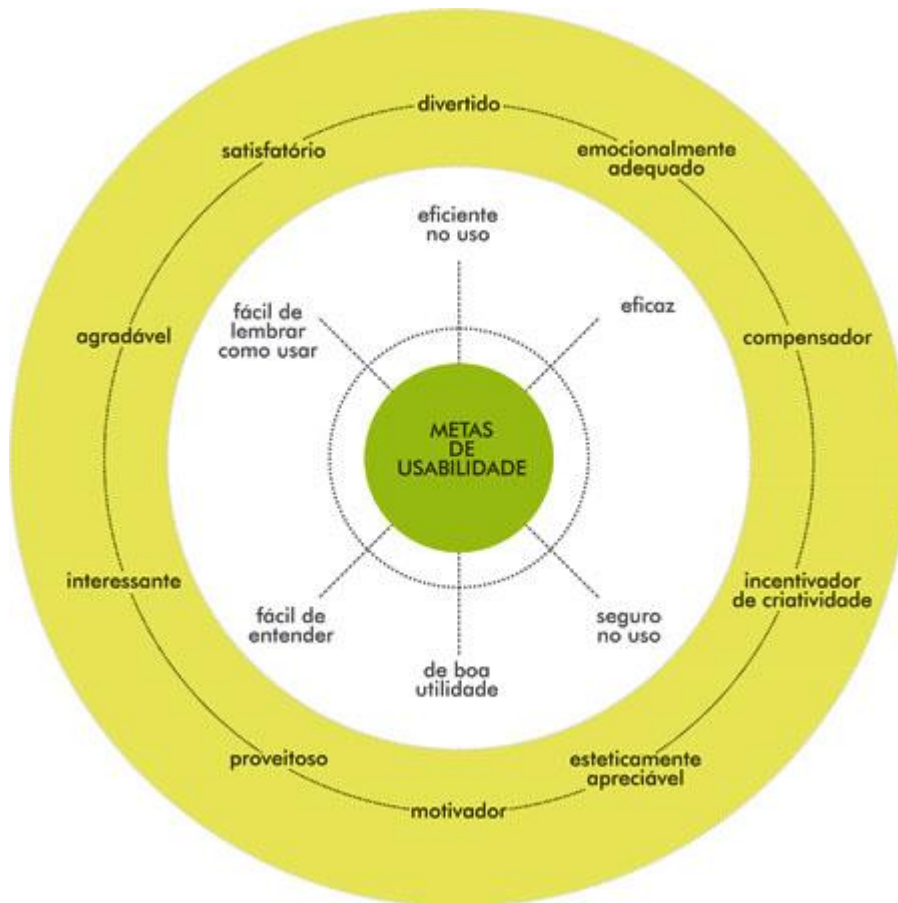 divertido
satisfatório
emocionalmente
adequado
eficiente
no uso
fácil de
lembrar
como usar
eficaz
agradável
compensador
METAS
DE
USABILIDADE
interessante
incentivador
de criatividade
fácil de
entender
seguro
no uso
de boa
utilidade
proveitoso
esteticamente
apreciável
motivador